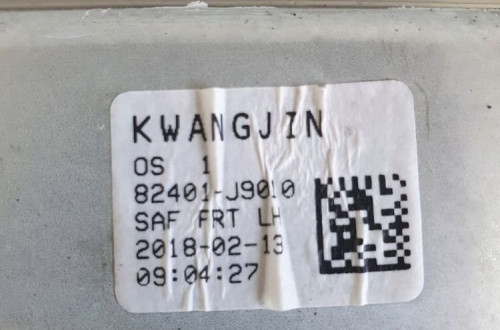 KWANGJIN
OS 1
82401-J9010
SAF FRT LH
2018-02-13
09:04:27